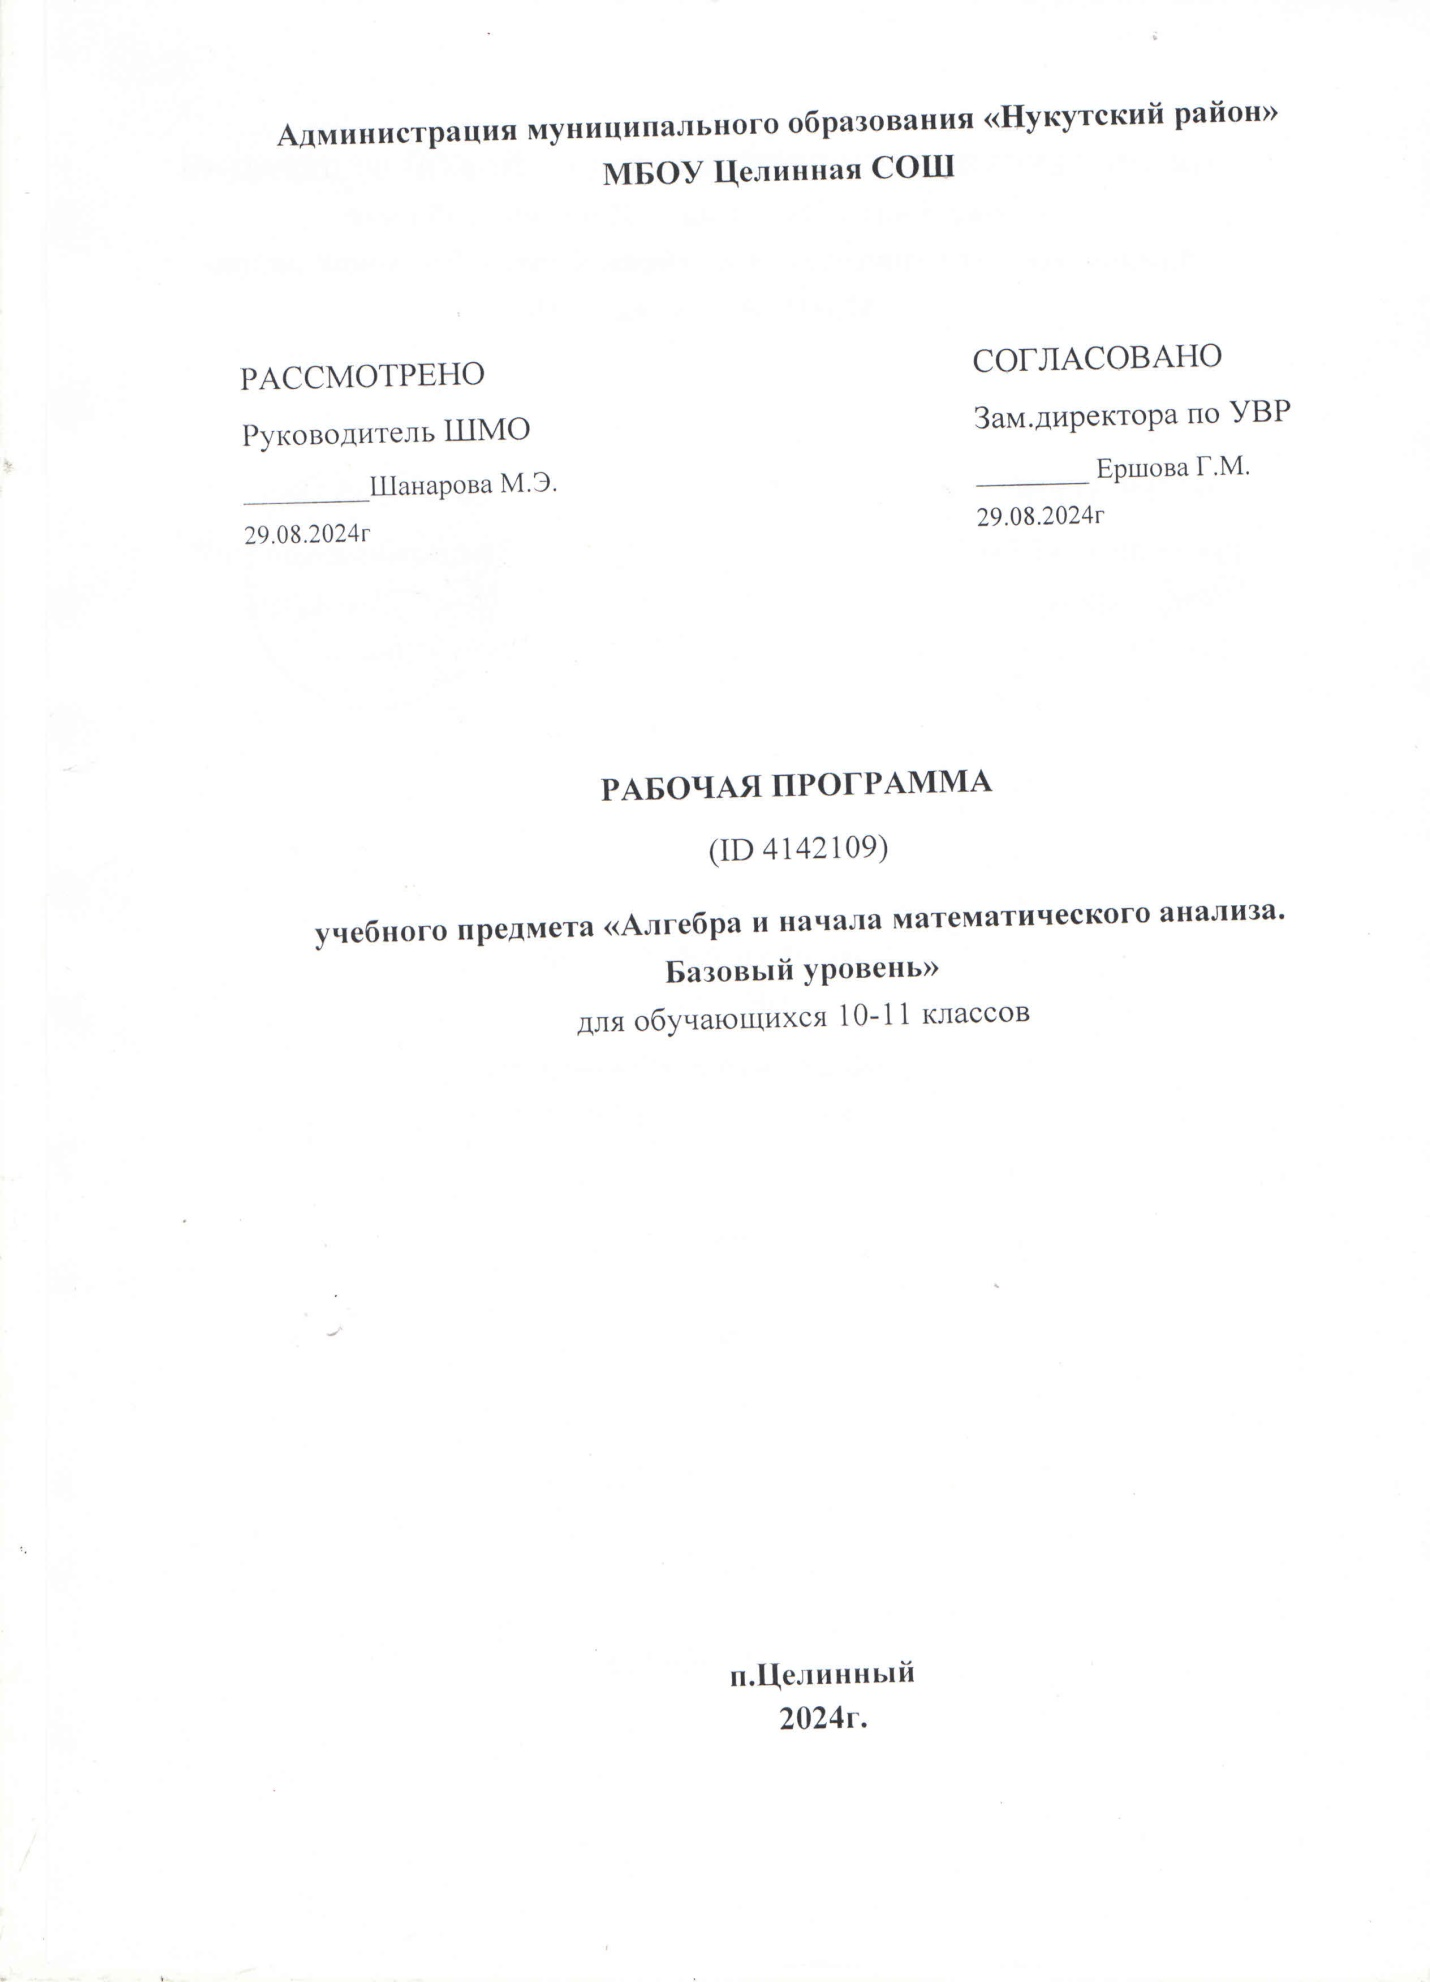 Администрация муниципального образования «Нукутский район»
МБОУ Целинная СОШ
РАССМОТРЕНО
Руководитель ШМО
_________Шанарова М.Э.
29.08.2024г
СОГЛАСОВАНО
Зам.директора по УВР
________ Ершова Г.М.
29.08.2024г
РАБОЧАЯ ПРОГРАММА
(ID 4142109)
учебного предмета «Алгебра и начала математического анализа.
Базовый уровень»
для обучающихся 10-11 классов
п.Целинный
2024г.